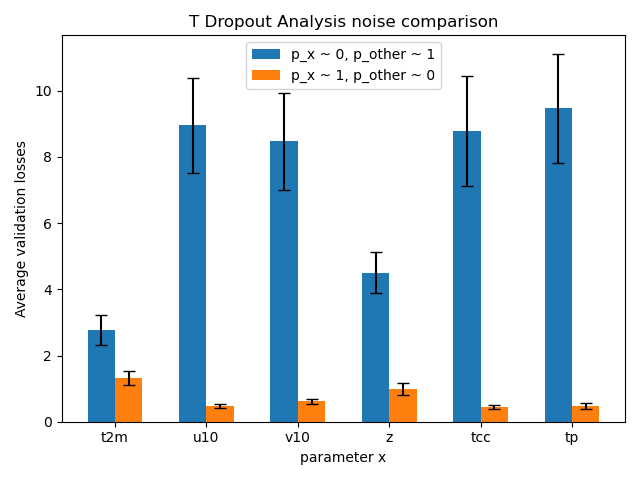 T Dropout Analysis noise comparison
p_x ~ 0, p_other ~ 1
p_x ~ 1, p_other ~ 0
Average validation losses
10
8
6
4
2
0
t2m u10 v10 z tcc tp
parameter x